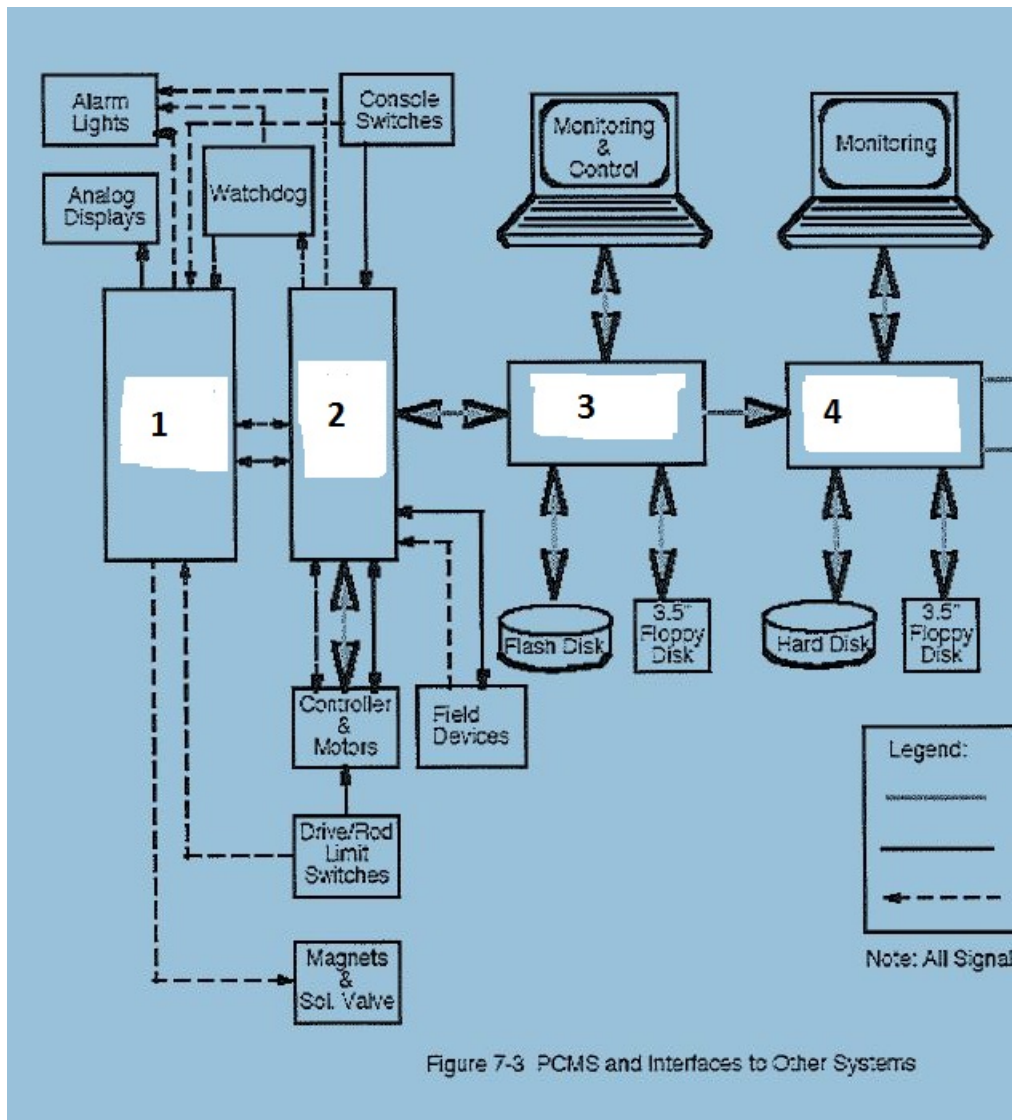 Alarm
Lights
Console
Switches
Monitoring
&
Control
Monitoring
Analog
Displays
Watchdog
1
2
3
4
Flash Disk
3.5"
Floppy
Disk
Hard Disk
3.5"
Floppy
Disk
Controller
&
Motors
Field
Devices
Legend:
Drive/Rod
Limit
Switches
Magnets
&
Sol. Valve
Note: All Signal
Figure 7-3 PCMS and Interfaces to Other Systems